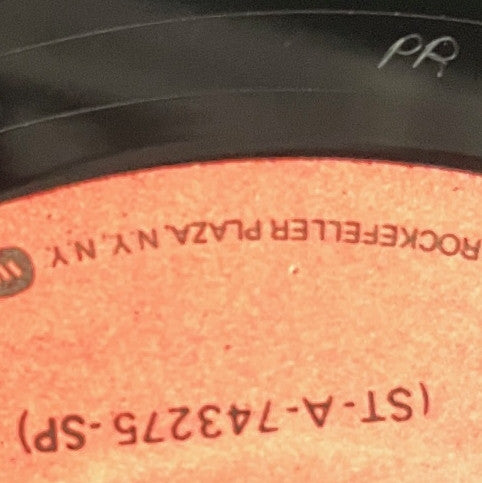 PR
(ST-A-743275-SP)
ROCKEFELLER PLAZA, N.Y. N.Y.